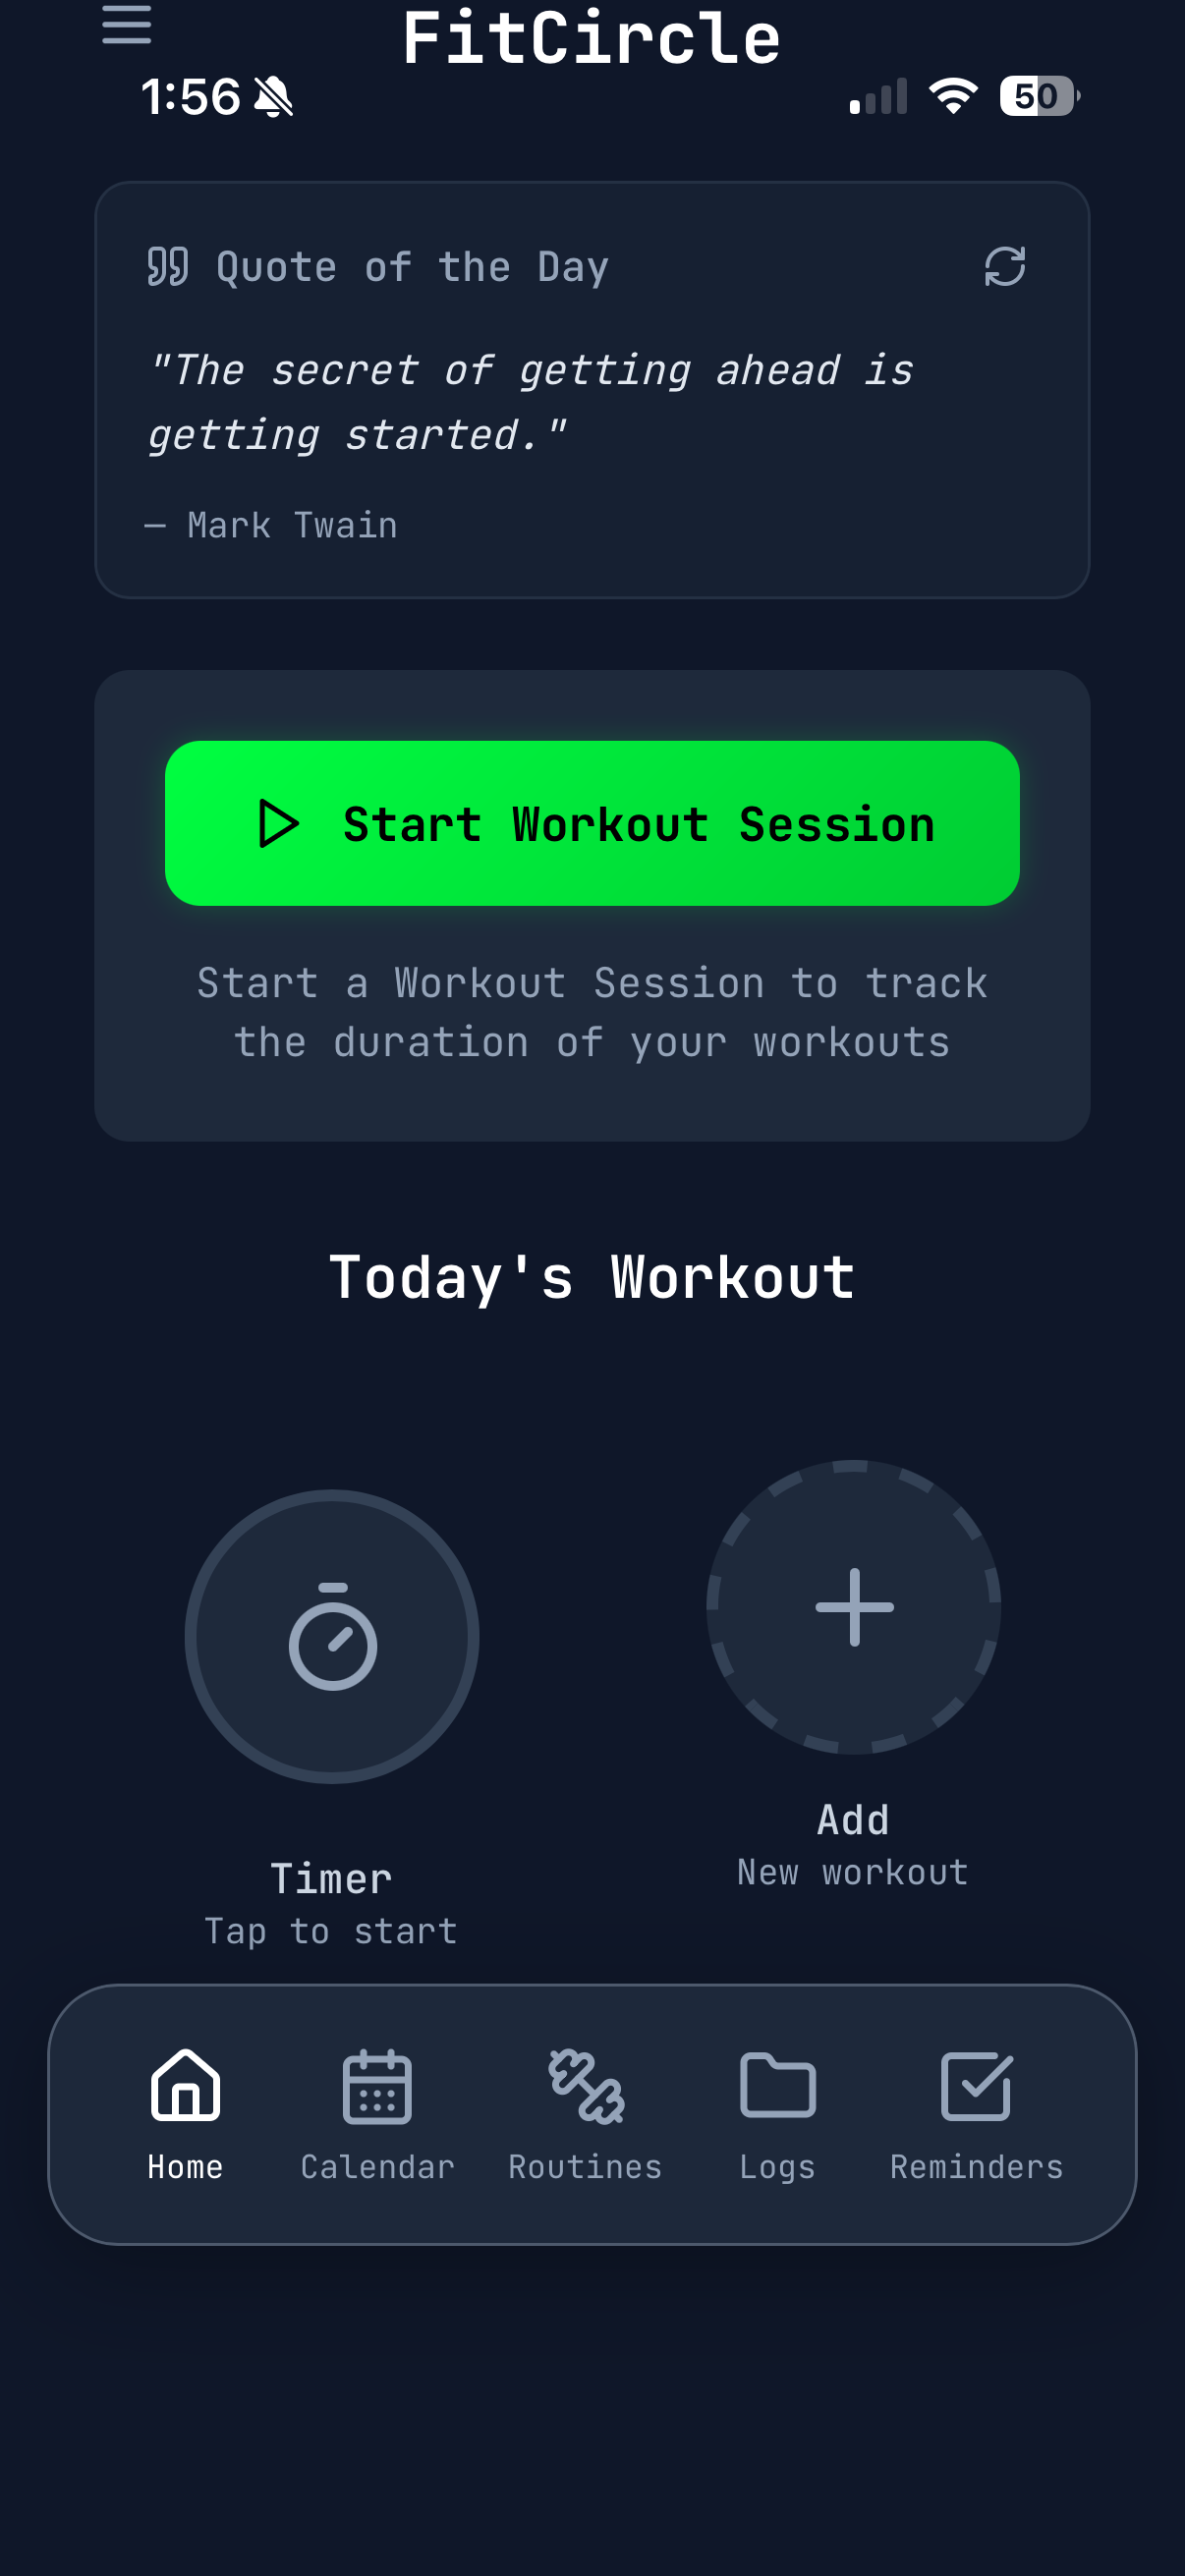 FitCircle
1:56
50
Quote of the Day
"The secret of getting ahead is
getting started."
— Mark Twain
Start Workout Session
Start a Workout Session to track
the duration of your workouts
Today's Workout
Timer
Tap to start
Add
New workout
Home
Calendar
Routines
Logs
Reminders